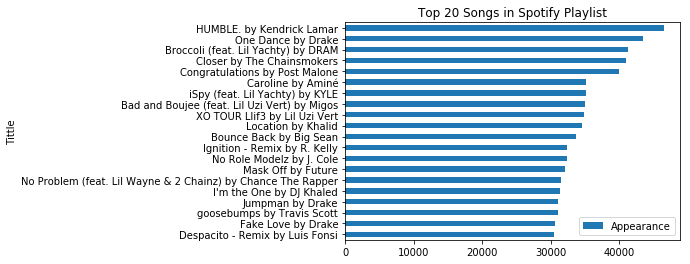 Top 20 Songs in Spotify Playlist
HUMBLE. by Kendrick Lamar
One Dance by Drake
Broccoli (feat. Lil Yachty) by DRAM
Closer by The Chainsmokers
Congratulations by Post Malone
Caroline by Aminé
iSpy (feat. Lil Yachty) by KYLE
Bad and Boujee (feat. Lil Uzi Vert) by Migos
XO TOUR Llif3 by Lil Uzi Vert
Location by Khalid
Bounce Back by Big Sean
Ignition - Remix by R. Kelly
No Role Modelz by J. Cole
Mask Off by Future
No Problem (feat. Lil Wayne & 2 Chainz) by Chance The Rapper
I'm the One by DJ Khaled
Jumpman by Drake
goosebumps by Travis Scott
Fake Love by Drake
Despacito - Remix by Luis Fonsi
Tittle
Appearance
0 10000 20000 30000 40000